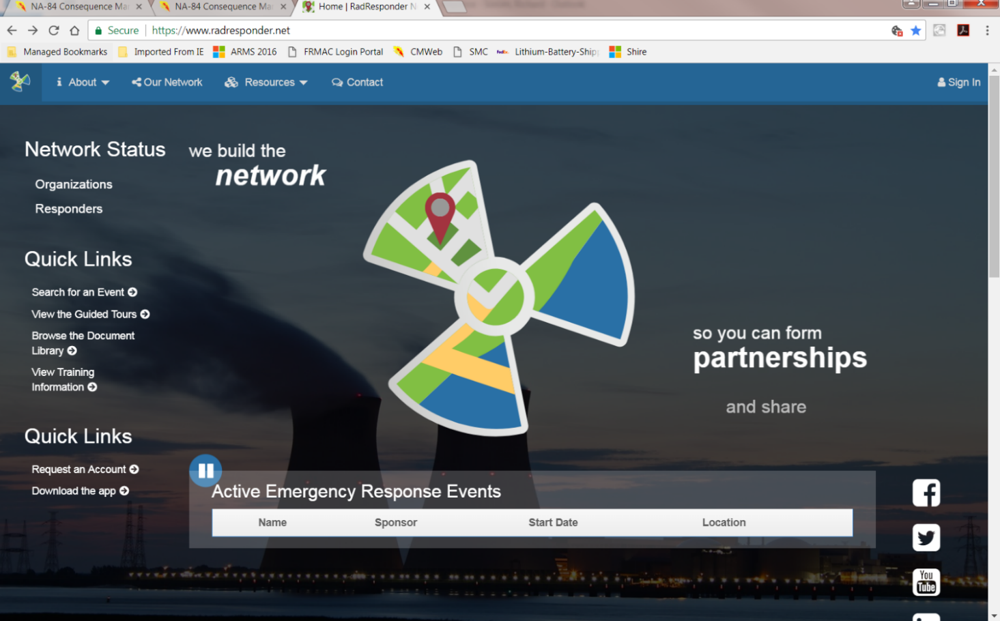 NA-84 Consequence Mar
NA-84 Consequence Mar
Home | RadResponder N
Secure
https://www.radresponder.net
Managed Bookmarks
Imported From IE
ARMS 2016
FRMAC Login Portal
CMWeb
SMC
FedEx
Lithium-Battery-Ship
Shire
About
Our Network
Resources
Contact
Sign In
Network Status
Organizations
Responders
we build the
network
Quick Links
Search for an Event
View the Guided Tours
Browse the Document
Library
View Training
Information
so you can form
partnerships
and share
Quick Links
Request an Account
Download the app
Active Emergency Response Events
Name Sponsor Start Date Location
You
Tube